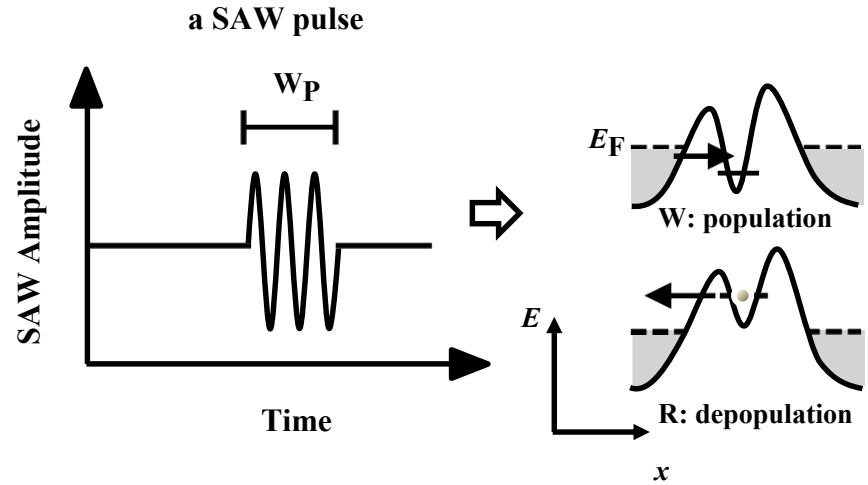 a SAW pulse
W_P
SAW Amplitude
Time
E_F
W: population
E
R: depopulation
x